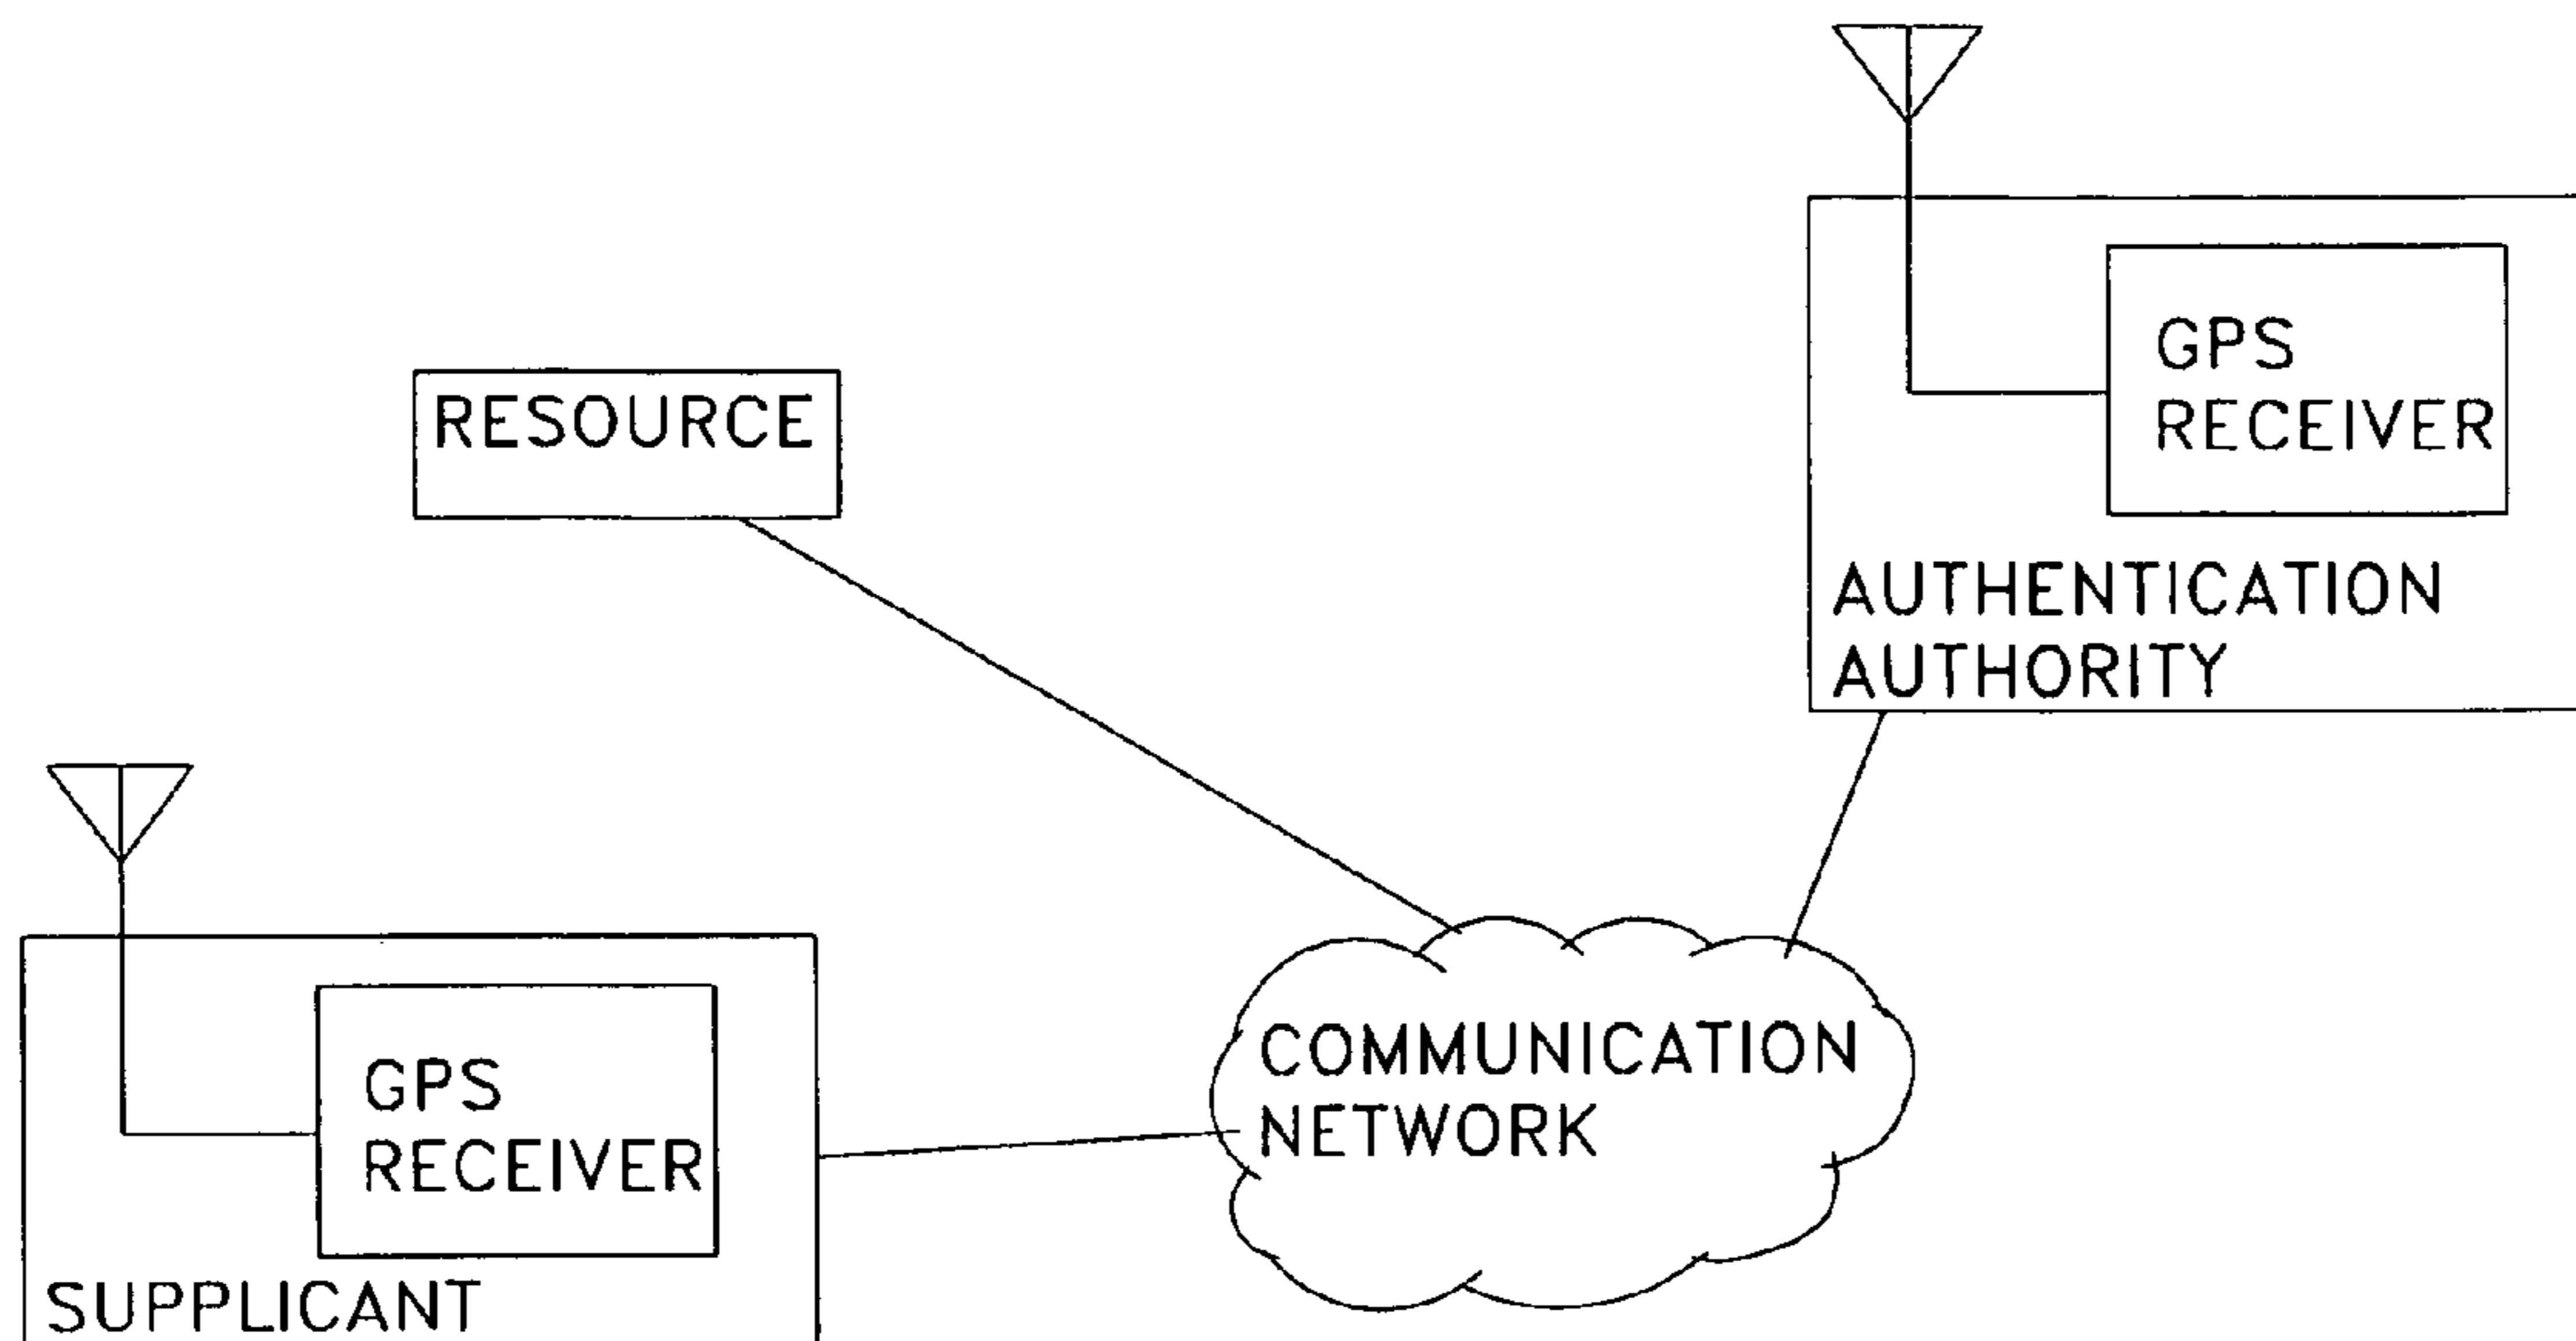 GPS
RECEIVER
RESOURCE
AUTHENTICATION
AUTHORITY
GPS
RECEIVER
COMMUNICATION
NETWORK
SUPPLICANT